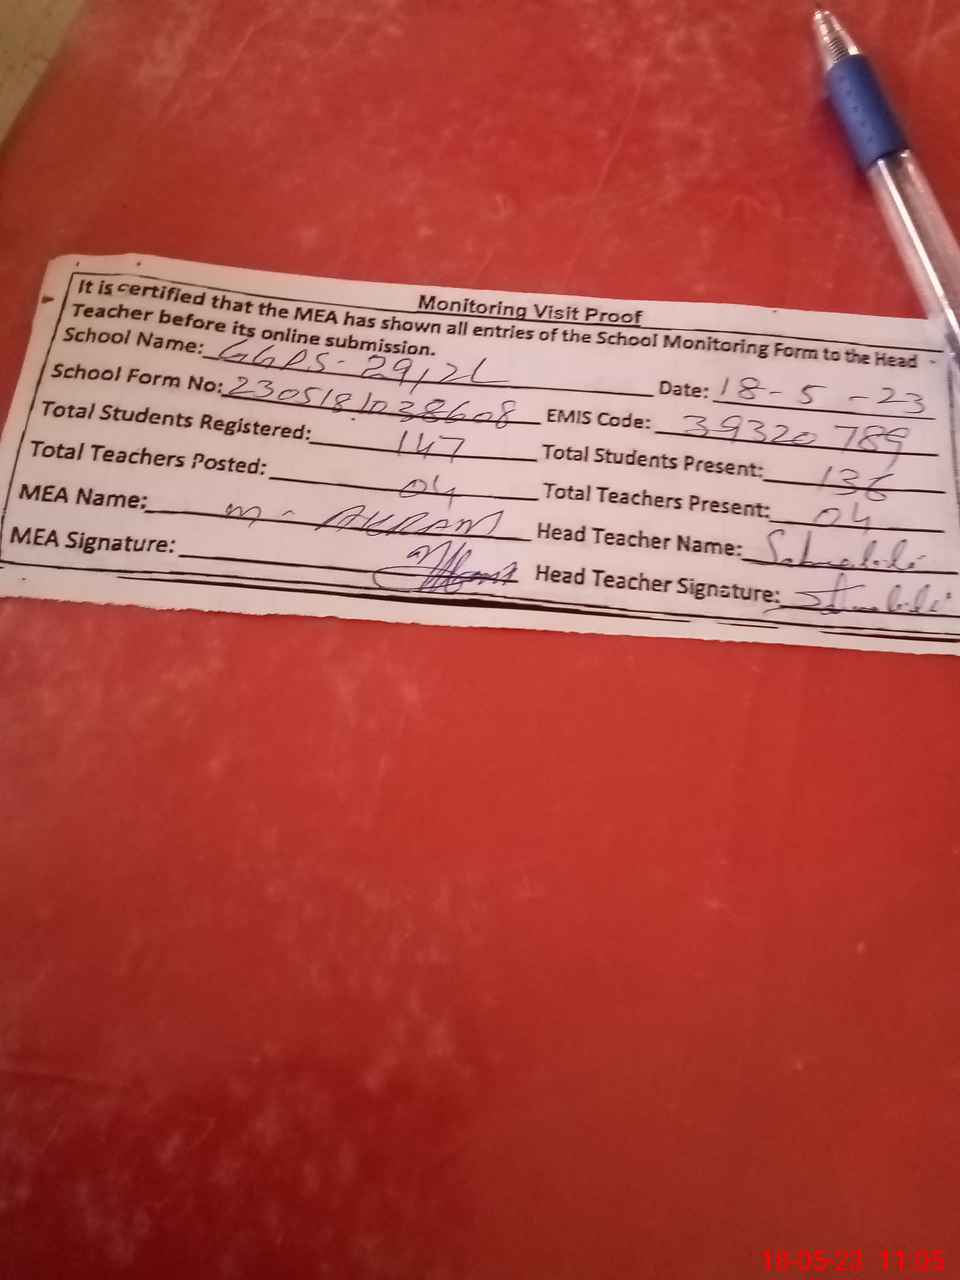 Monitoring Visit Proof
It is certified that the MEA has shown all entries of the School Monitoring Form to the Head
Teacher before its online submission.
School Name: GGPS-29/2L Date: 18-5-23
School Form No: 2305181038608 EMIS Code: 39320789
Total Students Registered: 147 Total Students Present: 136
Total Teachers Posted: 04 Total Teachers Present: 04
MEA Name: M. AKRAM Head Teacher Name:
MEA Signature: Head Teacher Signature:
18-05-23 11:05